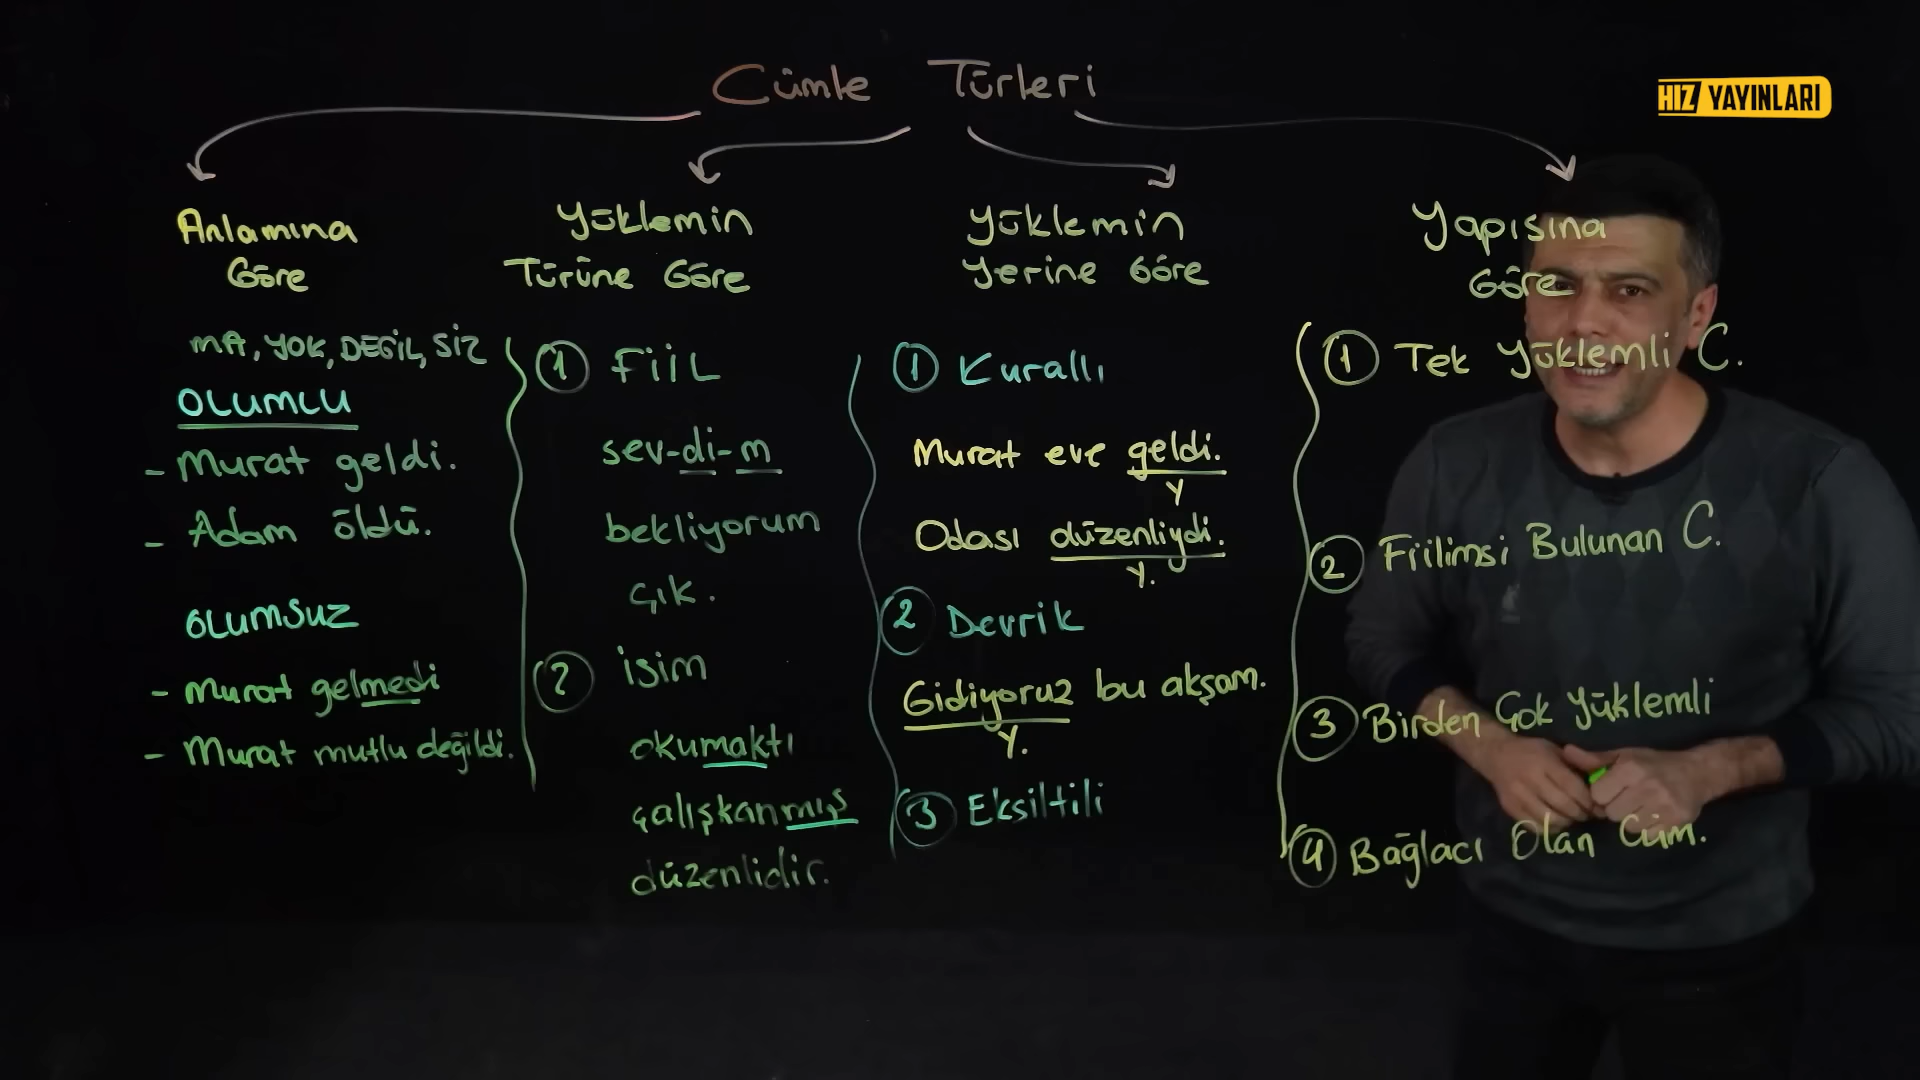 Cümle Türleri
HIZ YAYINLARI
Anlamına
Göre
MA, YOK, DEĞİL, SİZ
OLUMLU
- Murat geldi.
- Adam öldü.
OLUMSUZ
- Murat gelmedi
- Murat mutlu değildi.
Yüklemin
Türüne Göre
1 FiiL
sev-di-m
bekliyorum
çık.
2 isim
okumaktı
çalışkanmış
düzenlidir.
Yüklemin
Yerine Göre
1 Kurallı
Murat eve geldi.
Y
Odası düzenliydi.
Y.
2 Devrik
Gidiyoruz bu akşam.
Y.
3 Eksiltili
Yapısına
Göre
1 Tek Yüklemli C.
2 Fiilimsi Bulunan C.
3 Birden Çok Yüklemli
4 Bağlacı Olan Cüm.